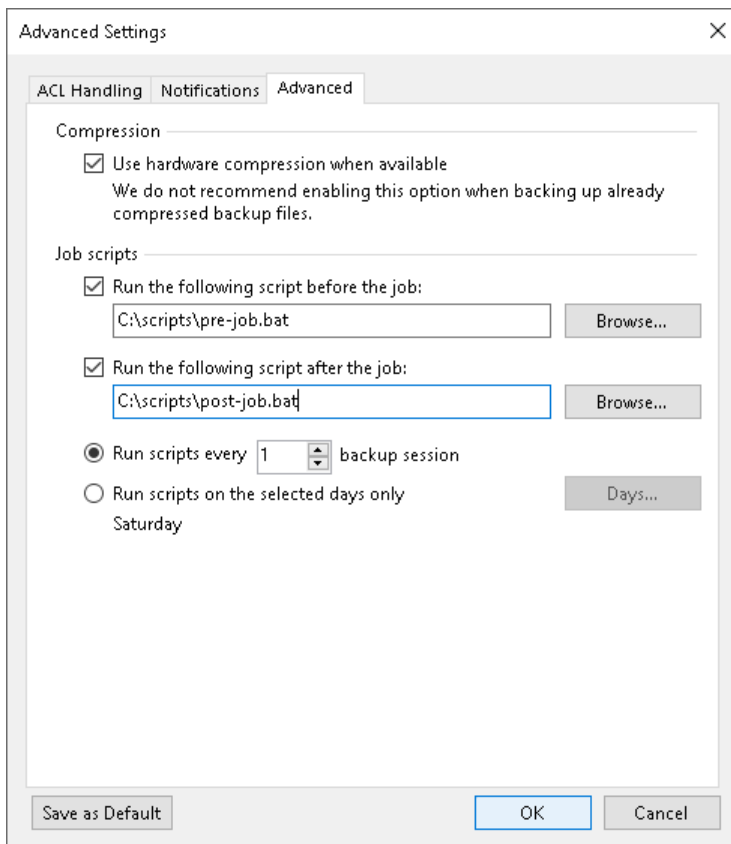 Advanced Settings
ACL Handling Notifications Advanced
Compression
Use hardware compression when available
We do not recommend enabling this option when backing up already
compressed backup files.
Job scripts
Run the following script before the job:
C:\scripts\pre-job.bat Browse...
Run the following script after the job:
C:\scripts\post-job.bat Browse...
Run scripts every 1 backup session
Run scripts on the selected days only Days...
Saturday
Save as Default OK Cancel